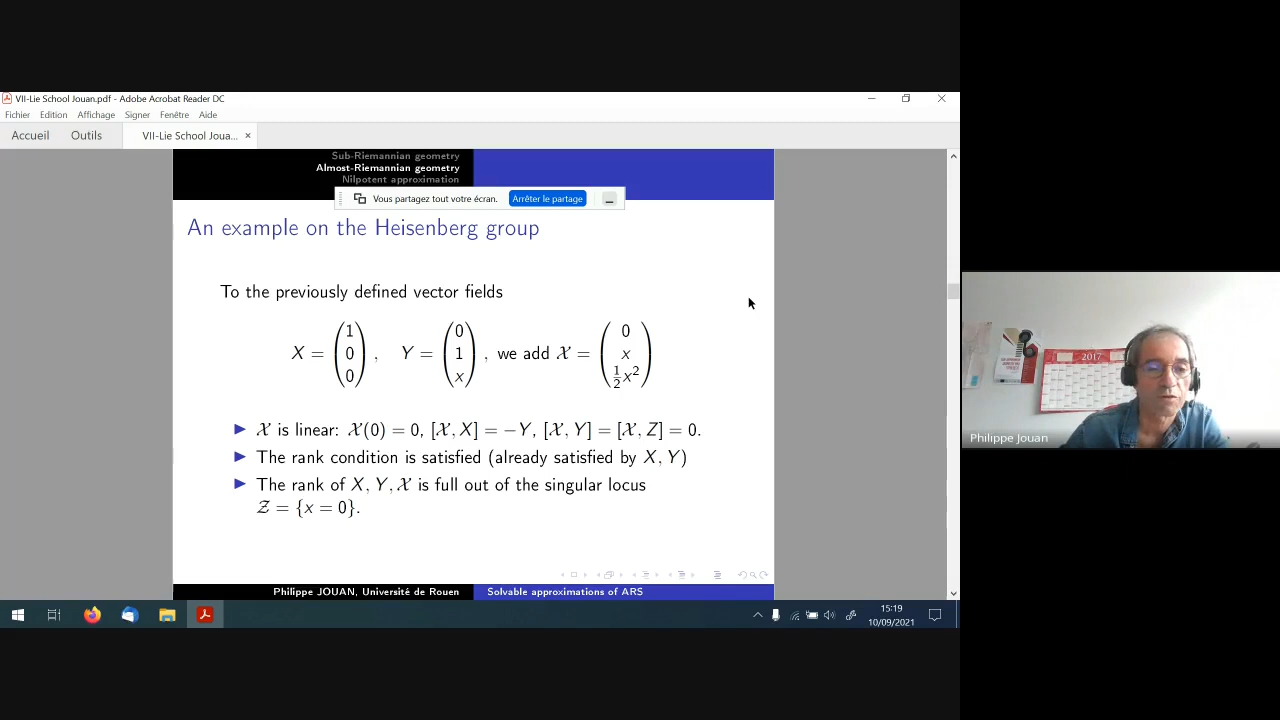 VII-Lie School Jouan.pdf - Adobe Acrobat Reader DC
Fichier Edition Affichage Signer Fenêtre Aide
Accueil Outils VII-Lie School Joua... ×
Sub-Riemannian geometry
Almost-Riemannian geometry
Nilpotent approximation
Vous partagez tout votre écran. Arrêter le partage
An example on the Heisenberg group
To the previously defined vector fields
X = (1 0 0), Y = (0 1 x), we add 𝒳 = (0 x ½x²)
▶ 𝒳 is linear: 𝒳(0) = 0, [𝒳, X] = −Y, [𝒳, Y] = [𝒳, Z] = 0.
▶ The rank condition is satisfied (already satisfied by X, Y)
▶ The rank of X, Y, 𝒳 is full out of the singular locus
𝒵 = {x = 0}.
Philippe JOUAN, Université de Rouen Solvable approximations of ARS
15:19
10/09/2021
2017
Philippe Jouan